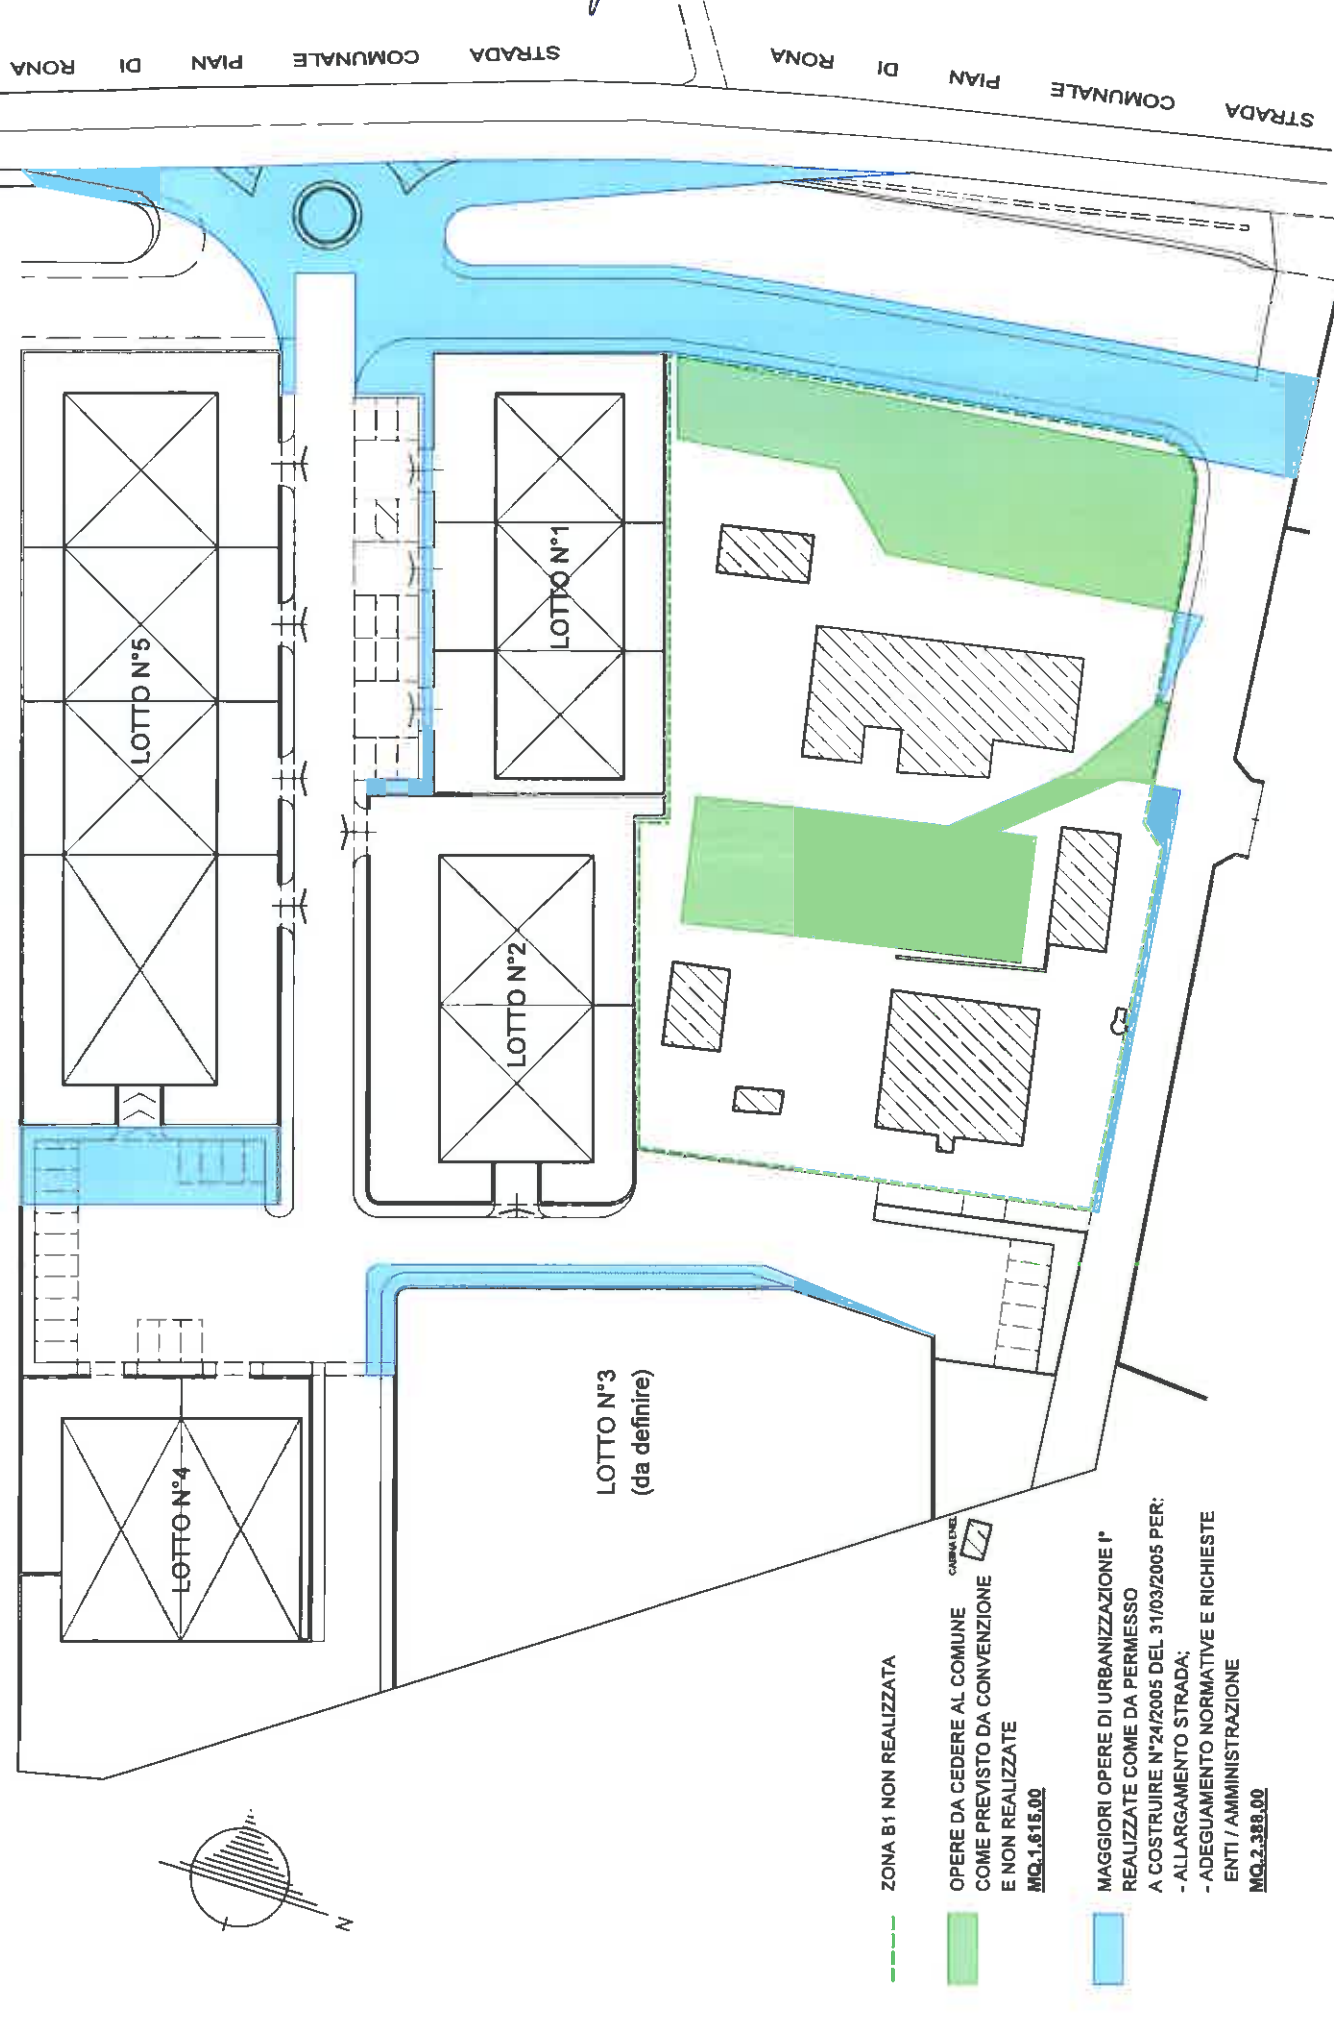 STRADA COMUNALE PIAN DI RONA
STRADA COMUNALE PIAN DI RONA
LOTTO N°5
LOTTO N°1
LOTTO N°2
LOTTO N°4
LOTTO N°3
(da definire)
CABINA ENEL
N
ZONA B1 NON REALIZZATA
OPERE DA CEDERE AL COMUNE
COME PREVISTO DA CONVENZIONE
E NON REALIZZATE
MQ.1.615,00
MAGGIORI OPERE DI URBANIZZAZIONE I°
REALIZZATE COME DA PERMESSO
A COSTRUIRE N°24/2005 DEL 31/03/2005 PER:
- ALLARGAMENTO STRADA;
- ADEGUAMENTO NORMATIVE E RICHIESTE
ENTI / AMMINISTRAZIONE
MQ.2.388,00